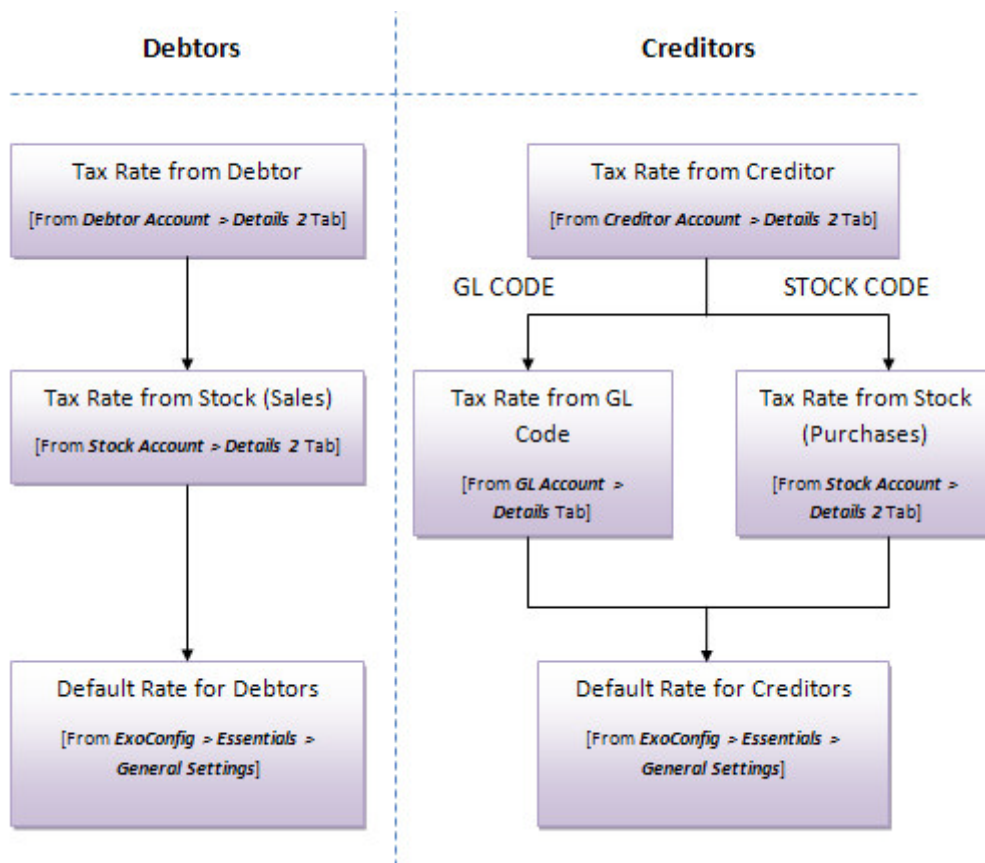 Debtors
Creditors
Tax Rate from Debtor
[From Debtor Account > Details 2 Tab]
Tax Rate from Creditor
[From Creditor Account > Details 2 Tab]
GL CODE
STOCK CODE
Tax Rate from Stock (Sales)
[From Stock Account > Details 2 Tab]
Tax Rate from GL
Code
[From GL Account >
Details Tab]
Tax Rate from Stock
(Purchases)
[From Stock Account >
Details 2 Tab]
Default Rate for Debtors
[From ExoConfig > Essentials >
General Settings]
Default Rate for Creditors
[From ExoConfig > Essentials >
General Settings]